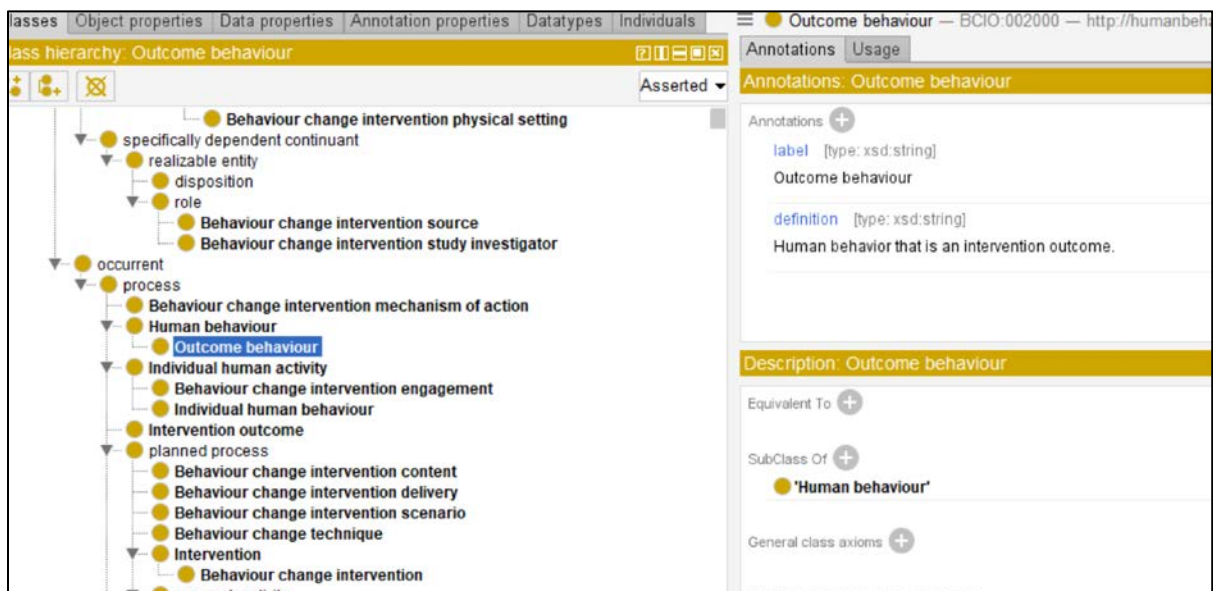 Classes Object properties Data properties Annotation properties Datatypes Individuals
Outcome behaviour — BCIO:002000 — http://humanbeha
lass hierarchy: Outcome behaviour
Annotations Usage
Asserted
Annotations: Outcome behaviour
Behaviour change intervention physical setting
specifically dependent continuant
realizable entity
disposition
role
Behaviour change intervention source
Behaviour change intervention study investigator
occurrent
process
Behaviour change intervention mechanism of action
Human behaviour
Outcome behaviour
Individual human activity
Behaviour change intervention engagement
Individual human behaviour
Intervention outcome
planned process
Behaviour change intervention content
Behaviour change intervention delivery
Behaviour change intervention scenario
Behaviour change technique
Intervention
Behaviour change intervention
Annotations
label [type: xsd:string]
Outcome behaviour
definition [type: xsd:string]
Human behavior that is an intervention outcome.
Description: Outcome behaviour
Equivalent To
SubClass Of
'Human behaviour'
General class axioms